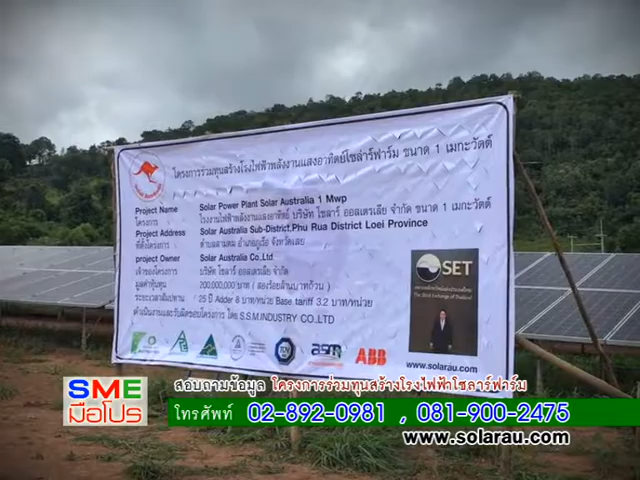 โครงการร่วมทุนสร้างโรงไฟฟ้าพลังงานแสงอาทิตย์โซล่าร์ฟาร์ม ขนาด 1 เมกะวัตต์
Project Name Solar Power Plant Solar Australia 1 Mwp
โครงการ โรงงานไฟฟ้าพลังงานแสงอาทิตย์ บริษัท โซลาร์ ออสเตรเลีย จำกัด ขนาด 1 เมกะวัตต์
Project Address Solar Australia Sub-District.Phu Rua District Loei Province
ที่ตั้งโครงการ ตำบลลาดค่าง อำเภอภูเรือ จังหวัดเลย
project Owner Solar Australia Co.,Ltd
เจ้าของโครงการ บริษัท โซลาร์ ออสเตรเลีย จำกัด
มูลค่าหุ้นทุน 200,000,000 บาท ( สองร้อยล้านบาทถ้วน )
ระยะเวลาสัมปทาน 25 ปี Adder 8 บาท/หน่วย Base tariff 3.2 บาท/หน่วย
ดำเนินงานและรับผิดชอบโครงการ โดย S.S.M.INDUSTRY CO.,LTD
SET
The Stock Exchange of Thailand
TUV
asm
ABB
www.solarau.com
SME
มือโปร
สอบถามข้อมูล โครงการร่วมทุนสร้างโรงไฟฟ้าโซลาร์ฟาร์ม
โทรศัพท์ 02-892-0981 , 081-900-2475
www.solarau.com